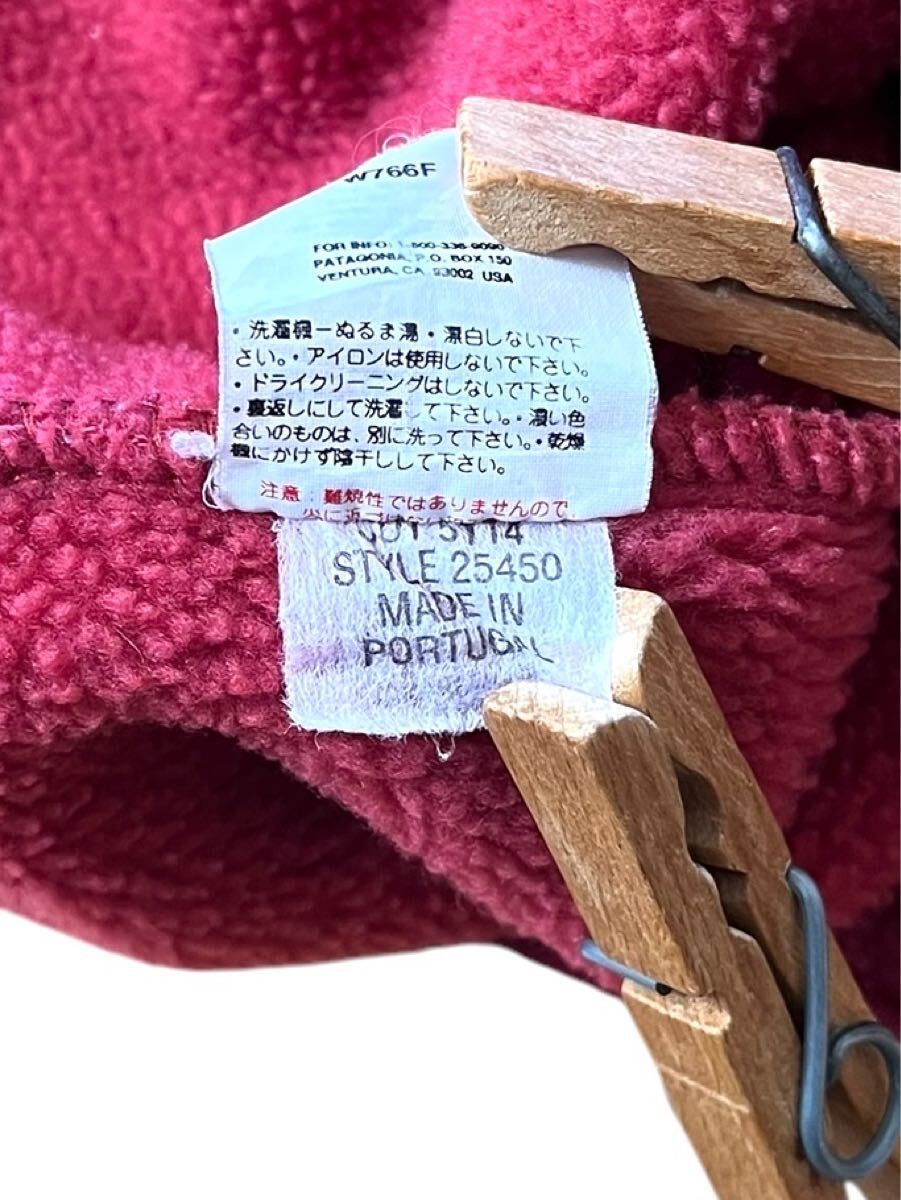 W766F
FOR INFO: 1-800-336-9090
PATAGONIA, P.O. BOX 150
VENTURA, CA. 93002 USA
・洗濯機ーぬるま湯・漂白しないで下
さい。・アイロンは使用しないで下さい。
・ドライクリーニングはしないで下さい。
・裏返しにして洗濯して下さい。・濃い色
合いのものは、別に洗って下さい。・乾燥
機にかけず陰干しして下さい。
注意：難燃性ではありませんので、
STYLE 25450
MADE IN
PORTUGAL